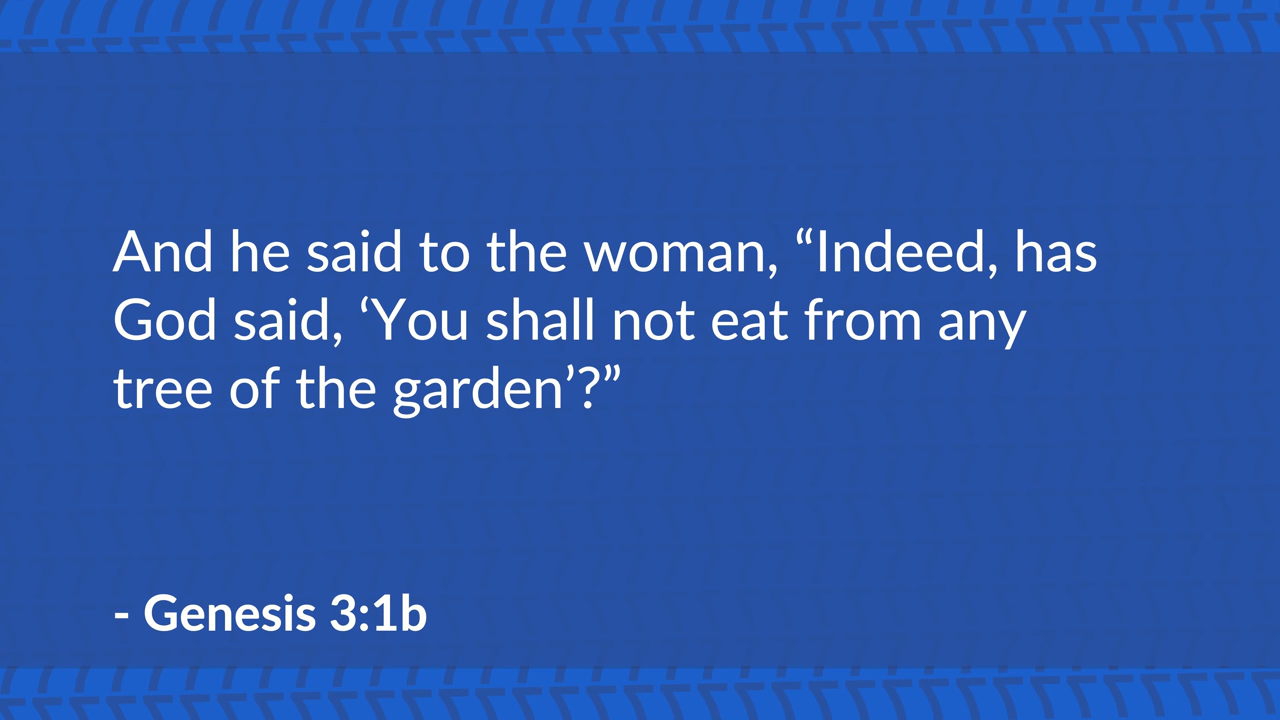 And he said to the woman, “Indeed, has
God said, ‘You shall not eat from any
tree of the garden’?”
- Genesis 3:1b